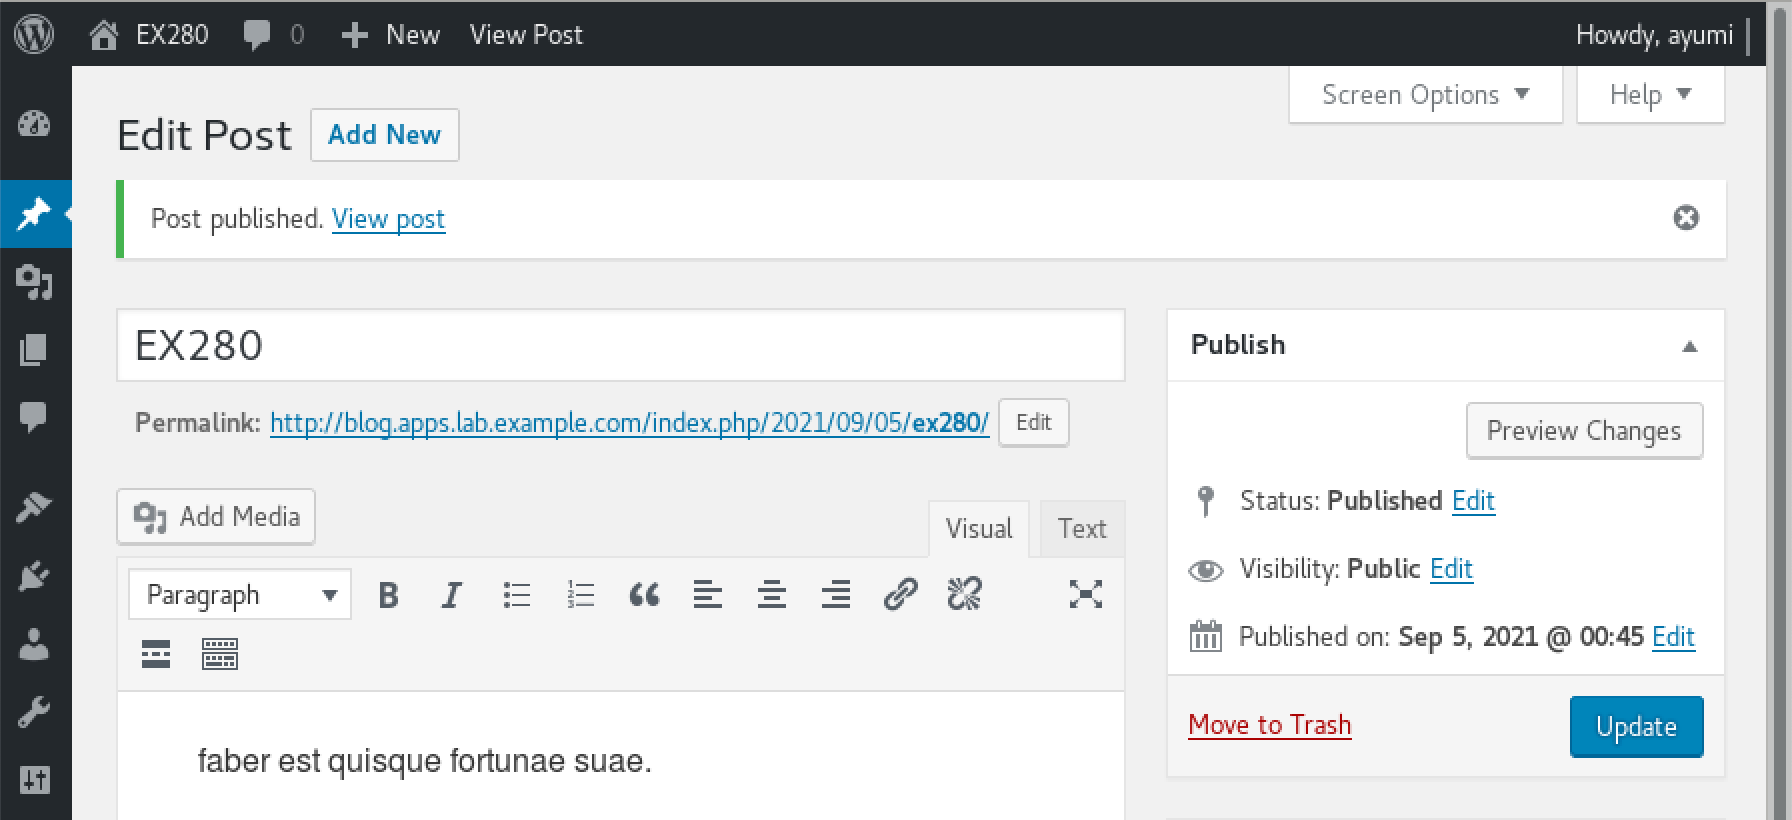 EX280 0 New View Post Howdy, ayumi
Screen Options Help
Edit Post Add New
Post published. View post
EX280
Permalink: http://blog.apps.lab.example.com/index.php/2021/09/05/ex280/ Edit
Add Media
Visual Text
Paragraph
faber est quisque fortunae suae.
Publish
Preview Changes
Status: Published Edit
Visibility: Public Edit
Published on: Sep 5, 2021 @ 00:45 Edit
Move to Trash Update